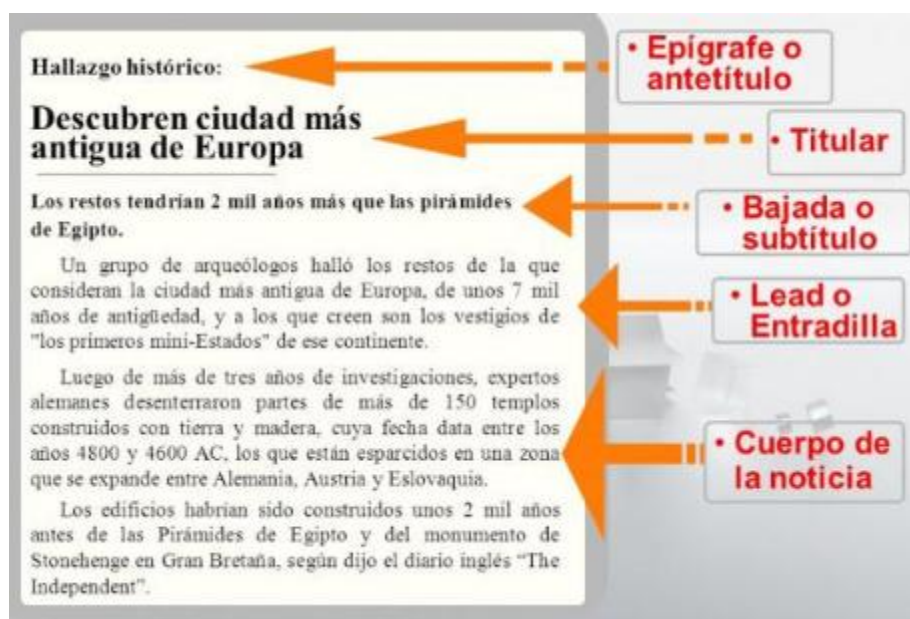 Hallazgo histórico:
Descubren ciudad más
antigua de Europa
Los restos tendrían 2 mil años más que las pirámides
de Egipto.
Un grupo de arqueólogos halló los restos de la que
consideran la ciudad más antigua de Europa, de unos 7 mil
años de antigüedad, y a los que creen son los vestigios de
"los primeros mini-Estados" de ese continente.
Luego de más de tres años de investigaciones, expertos
alemanes desenterraron partes de más de 150 templos
construidos con tierra y madera, cuya fecha data entre los
años 4800 y 4600 AC, los que están esparcidos en una zona
que se expande entre Alemania, Austria y Eslovaquia.
Los edificios habrían sido construidos unos 2 mil años
antes de las Pirámides de Egipto y del monumento de
Stonehenge en Gran Bretaña, según dijo el diario inglés “The
Independent”.
• Epígrafe o
antetítulo
• Titular
• Bajada o
subtítulo
• Lead o
Entradilla
• Cuerpo de
la noticia